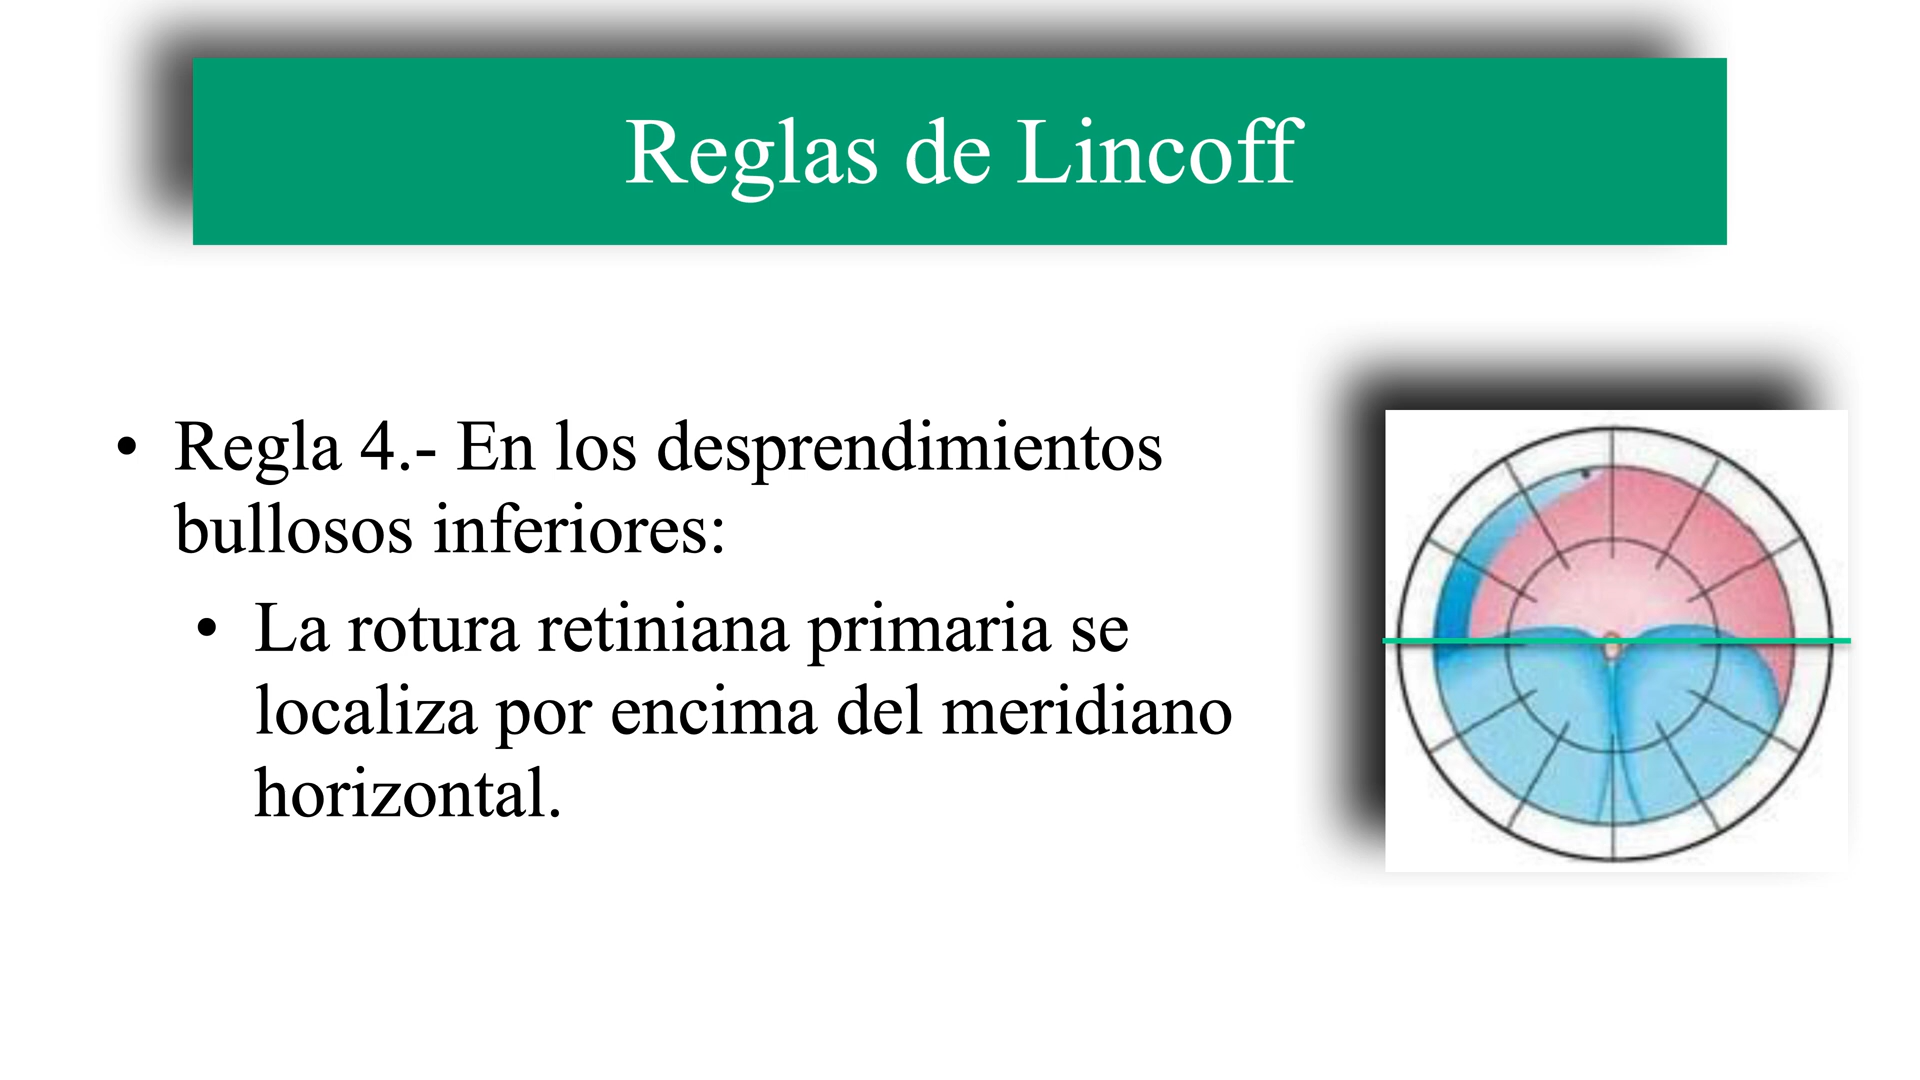 Reglas de Lincoff
• Regla 4.- En los desprendimientos
bullosos inferiores:
• La rotura retiniana primaria se
localiza por encima del meridiano
horizontal.